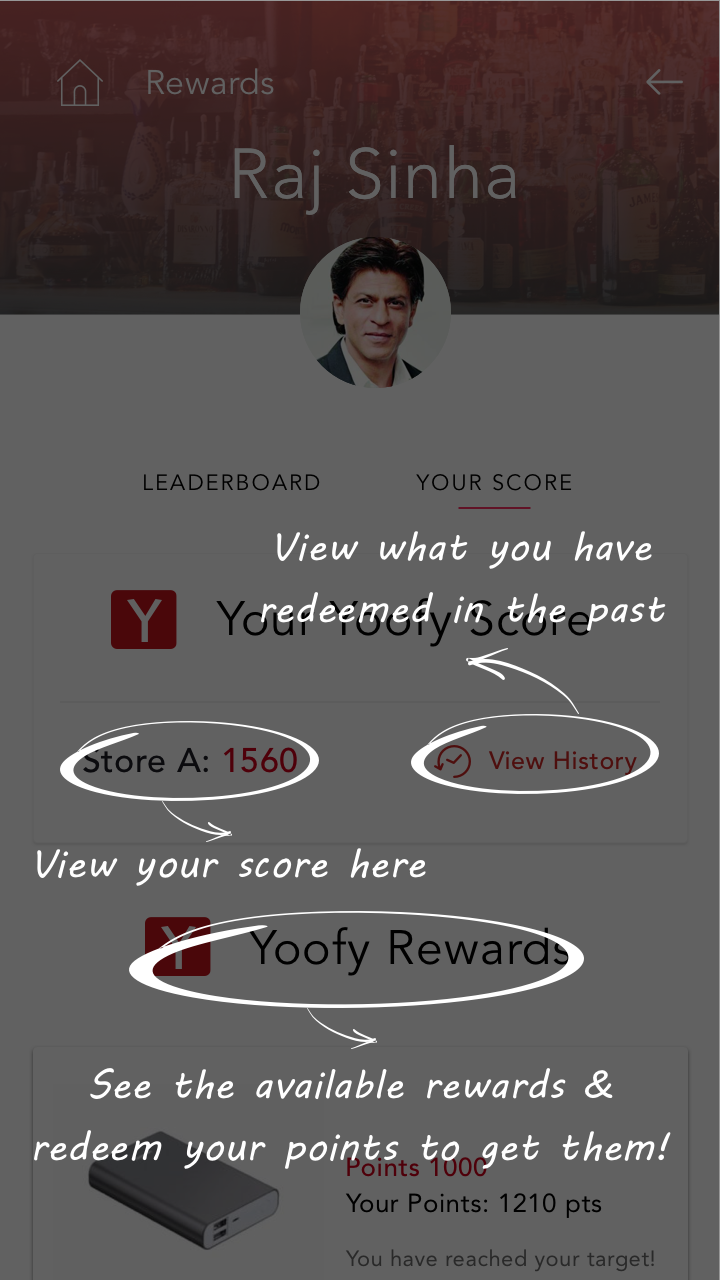 Rewards
Raj Sinha
LEADERBOARD YOUR SCORE
View what you have
redeemed in the past
Y Your Yoofy Score
Store A: 1560 View History
View your score here
Y Yoofy Rewards
See the available rewards &
redeem your points to get them!
Points 1000
Your Points: 1210 pts
You have reached your target!